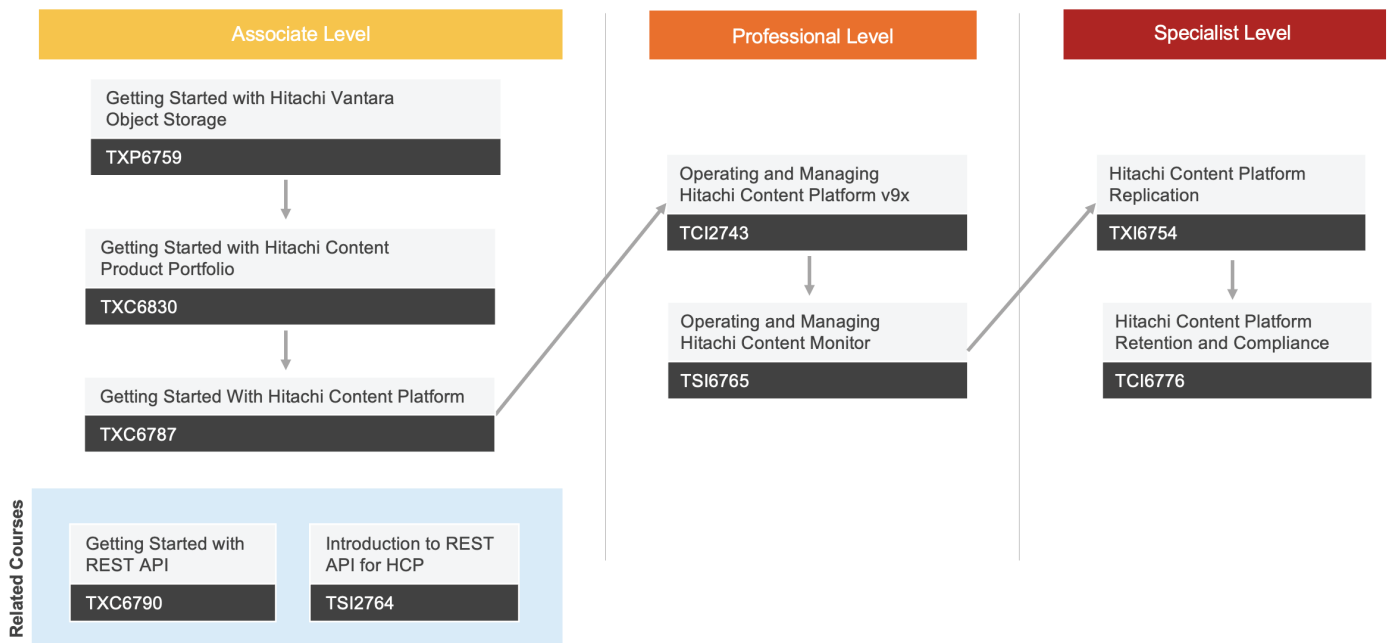 Associate Level
Getting Started with Hitachi Vantara
Object Storage
TXP6759
Getting Started with Hitachi Content
Product Portfolio
TXC6830
Getting Started With Hitachi Content Platform
TXC6787
Related Courses
Getting Started with
REST API
TXC6790
Introduction to REST
API for HCP
TSI2764
Professional Level
Operating and Managing
Hitachi Content Platform v9x
TCI2743
Operating and Managing
Hitachi Content Monitor
TSI6765
Specialist Level
Hitachi Content Platform
Replication
TXI6754
Hitachi Content Platform
Retention and Compliance
TCI6776